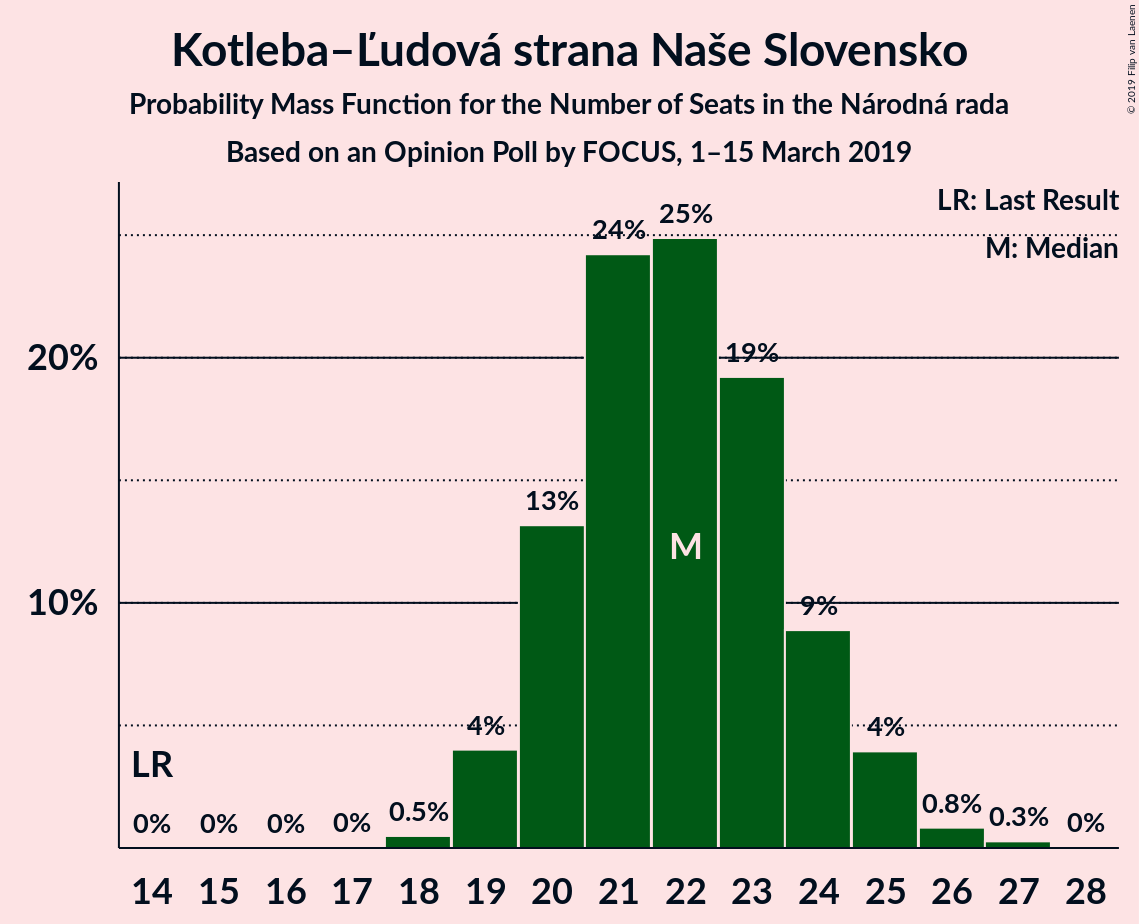 Kotleba–Ľudová strana Naše Slovensko
Probability Mass Function for the Number of Seats in the Národná rada
Based on an Opinion Poll by FOCUS, 1–15 March 2019
© 2019 Filip van Laenen
LR: Last Result
M: Median
20%
10%
LR
M
0% 0% 0% 0% 0.5% 4% 13% 24% 25% 19% 9% 4% 0.8% 0.3% 0%
14 15 16 17 18 19 20 21 22 23 24 25 26 27 28